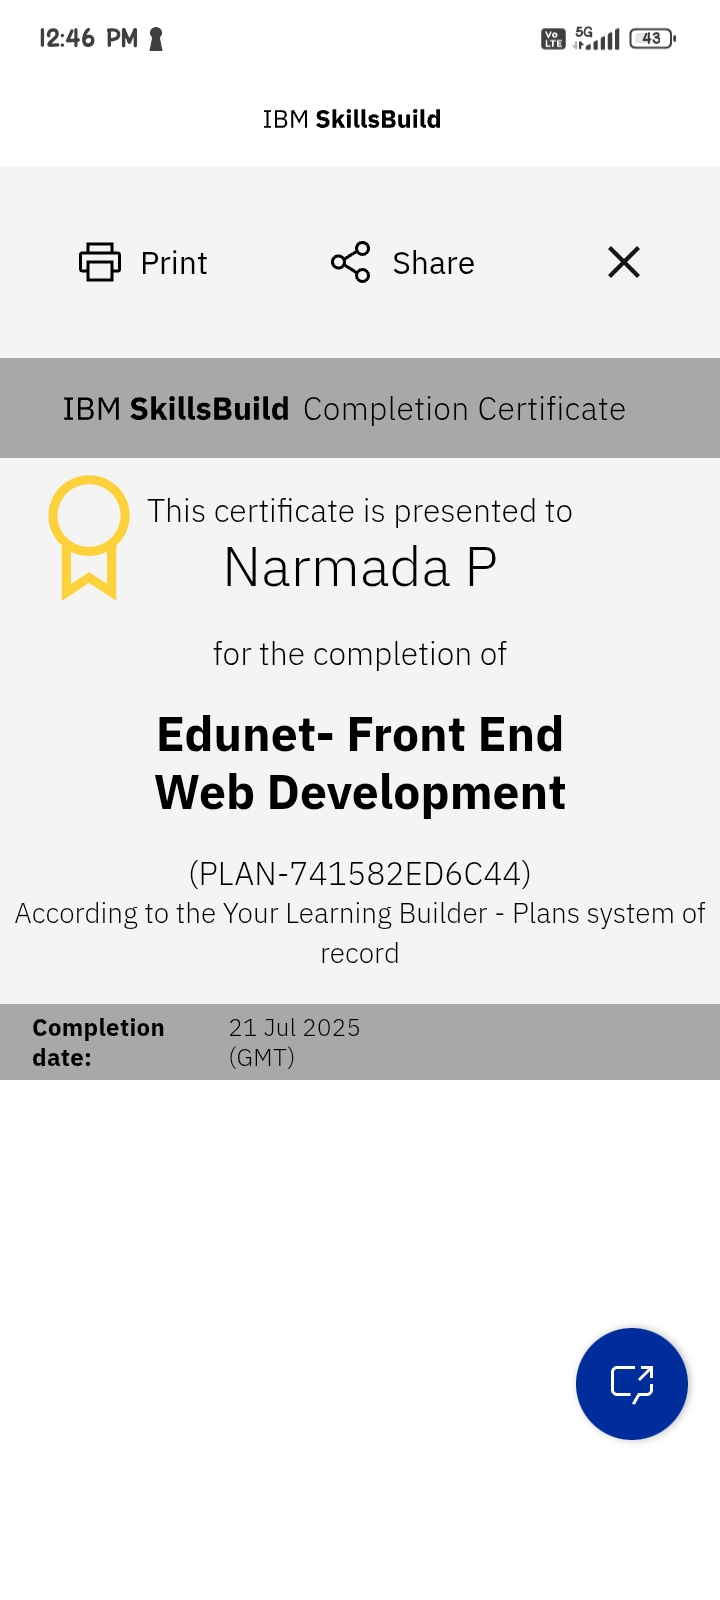 12:46 PM
Vo LTE 5G 43
IBM SkillsBuild
Print Share
IBM SkillsBuild Completion Certificate
This certificate is presented to
Narmada P
for the completion of
Edunet- Front End
Web Development
(PLAN-741582ED6C44)
According to the Your Learning Builder - Plans system of
record
Completion 21 Jul 2025
date: (GMT)